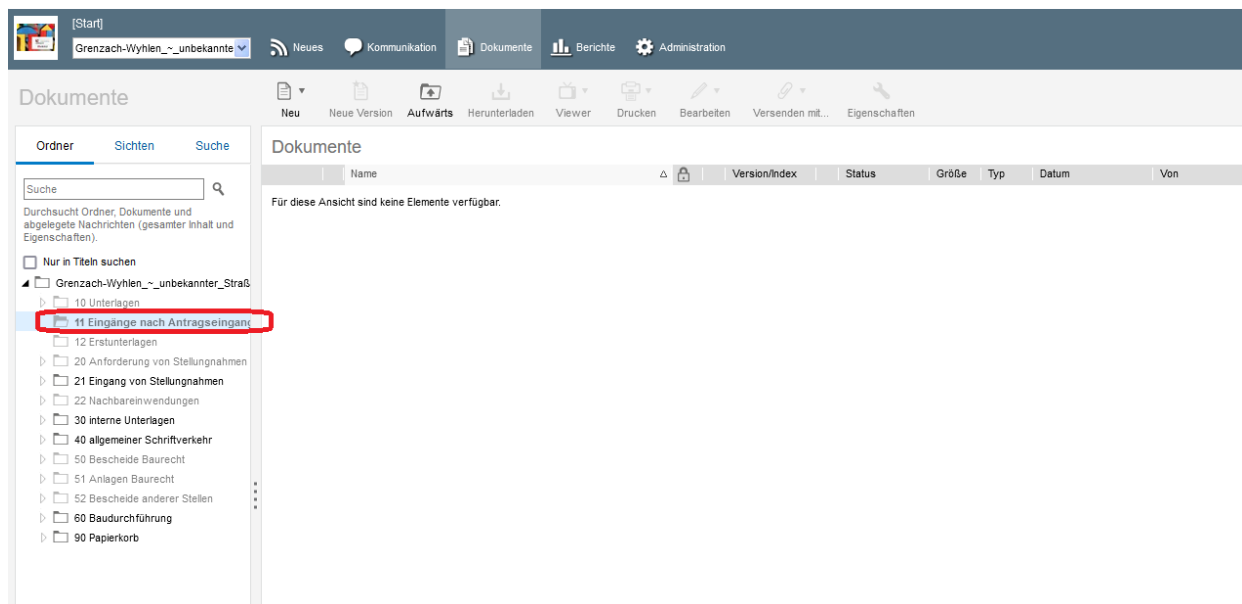 [Start]
Grenzach-Wyhlen_~_unbekannte
Neues Kommunikation Dokumente Berichte Administration
Dokumente
Neu Neue Version Aufwärts Herunterladen Viewer Drucken Bearbeiten Versenden mit... Eigenschaften
Ordner Sichten Suche
Dokumente
Name Version/Index Status Größe Typ Datum Von
Für diese Ansicht sind keine Elemente verfügbar.
Suche
Durchsucht Ordner, Dokumente und
abgelegete Nachrichten (gesamter Inhalt und
Eigenschaften).
Nur in Titeln suchen
Grenzach-Wyhlen_~_unbekannter_Straß
10 Unterlagen
11 Eingänge nach Antragseingang
12 Erstunterlagen
20 Anforderung von Stellungnahmen
21 Eingang von Stellungnahmen
22 Nachbareinwendungen
30 interne Unterlagen
40 allgemeiner Schriftverkehr
50 Bescheide Baurecht
51 Anlagen Baurecht
52 Bescheide anderer Stellen
60 Baudurchführung
90 Papierkorb